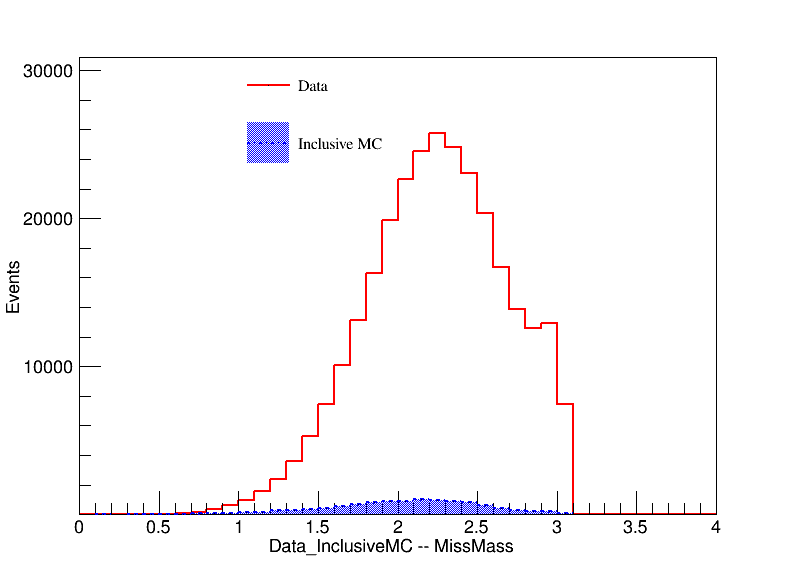 30000
Data
Inclusive MC
20000
Events
10000
0 0.5 1 1.5 2 2.5 3 3.5 4
Data_InclusiveMC -- MissMass